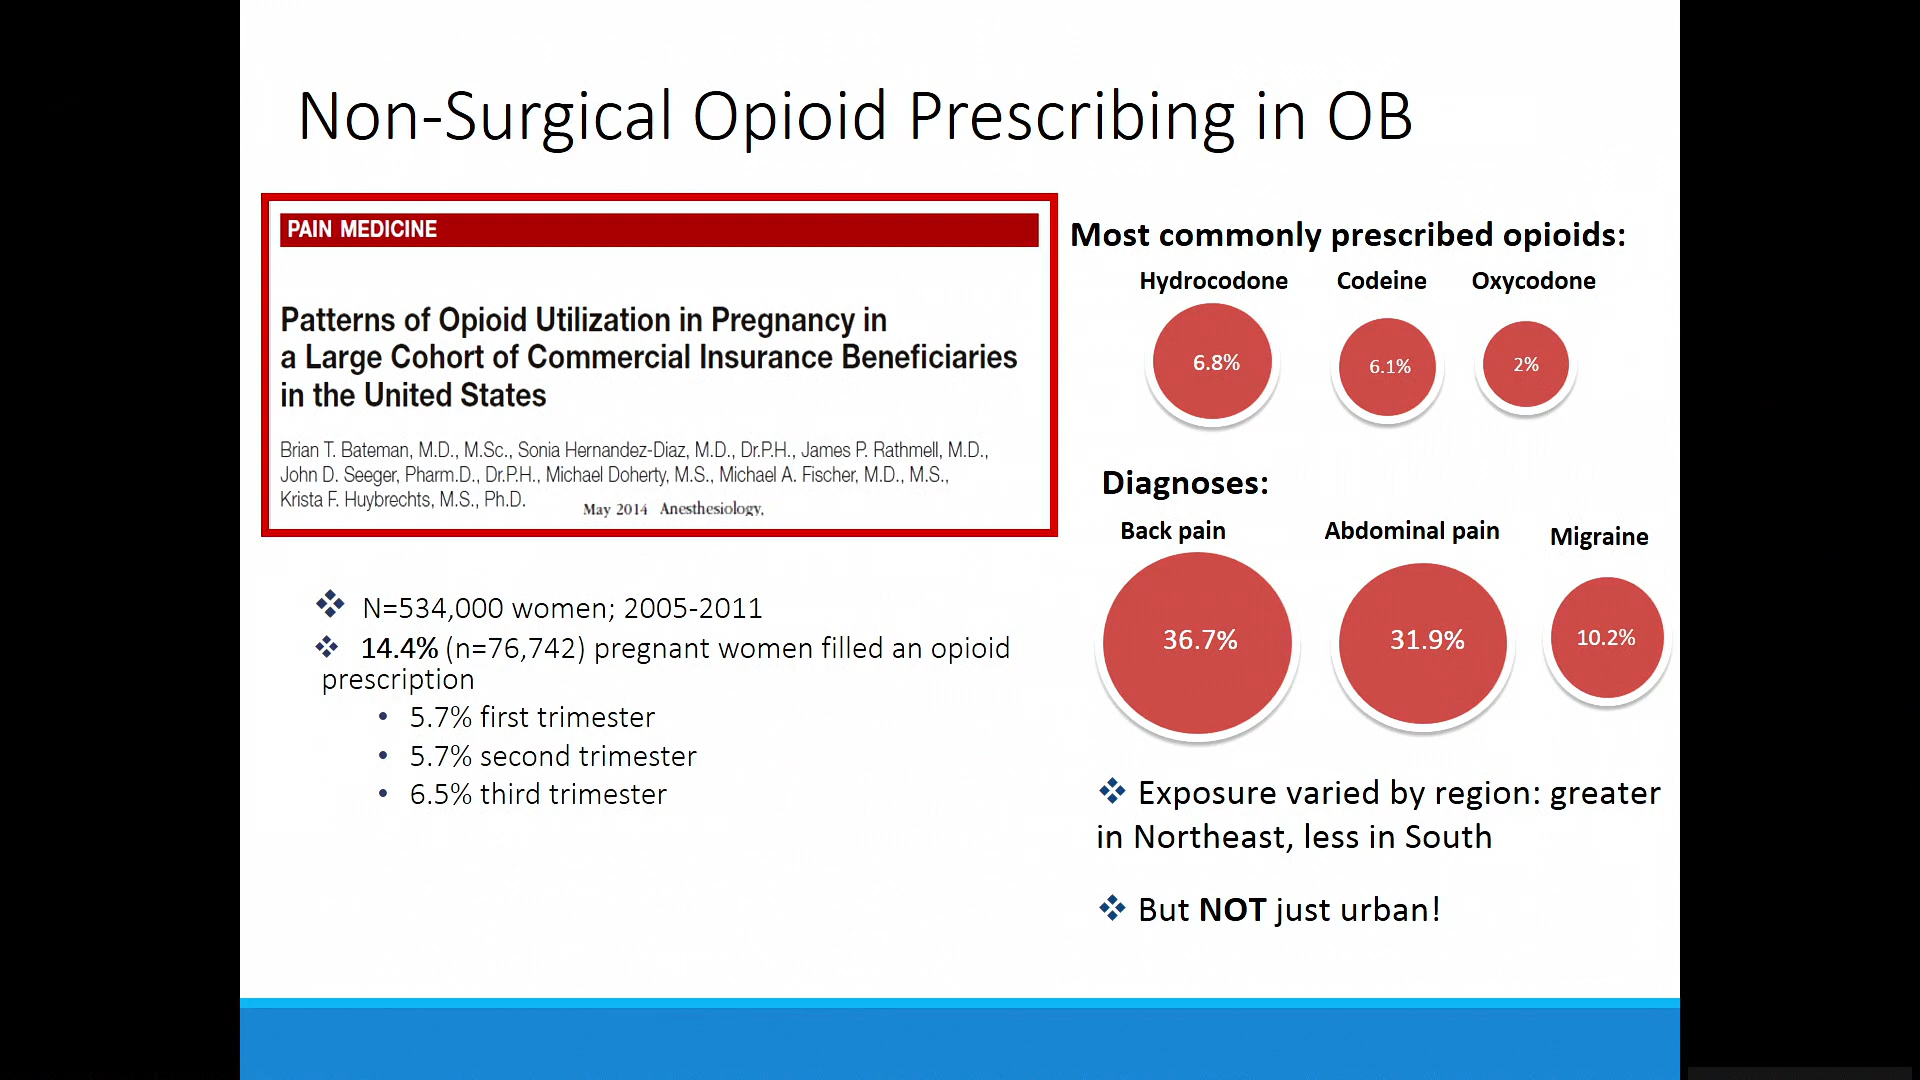 Non-Surgical Opioid Prescribing in OB
PAIN MEDICINE
Patterns of Opioid Utilization in Pregnancy in
a Large Cohort of Commercial Insurance Beneficiaries
in the United States
Brian T. Bateman, M.D., M.Sc., Sonia Hernandez-Diaz, M.D., Dr.P.H., James P. Rathmell, M.D.,
John D. Seeger, Pharm.D., Dr.P.H., Michael Doherty, M.S., Michael A. Fischer, M.D., M.S.,
Krista F. Huybrechts, M.S., Ph.D.
May 2014 Anesthesiology,
❖ N=534,000 women; 2005-2011
❖ 14.4% (n=76,742) pregnant women filled an opioid
prescription
• 5.7% first trimester
• 5.7% second trimester
• 6.5% third trimester
Most commonly prescribed opioids:
Hydrocodone Codeine Oxycodone
6.8% 6.1% 2%
Diagnoses:
Back pain Abdominal pain Migraine
36.7% 31.9% 10.2%
❖ Exposure varied by region: greater
in Northeast, less in South
❖ But NOT just urban!